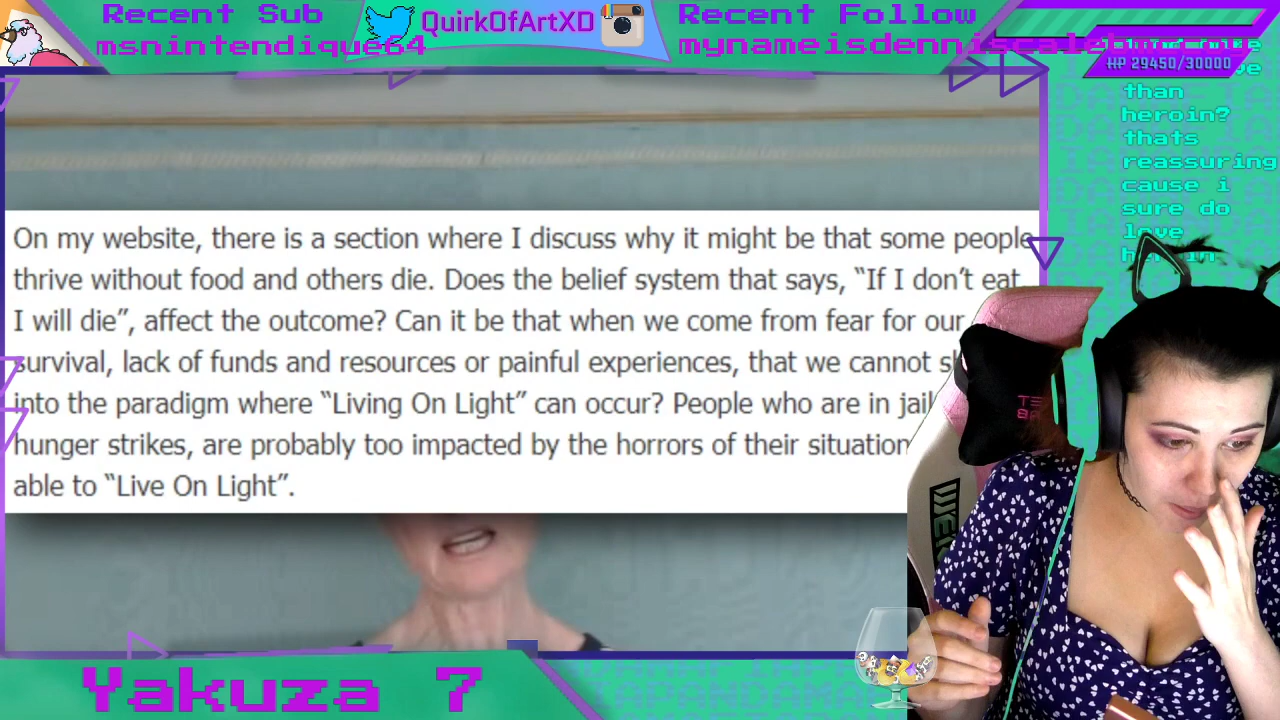 Recent Sub
msnintendique64
QuirkOfArtXD
Recent Follow
HP 29450/30000
than
heroin?
thats
reassuring
cause i
sure do
love
On my website, there is a section where I discuss why it might be that some people
thrive without food and others die. Does the belief system that says, “If I don’t eat,
I will die”, affect the outcome? Can it be that when we come from fear for our
survival, lack of funds and resources or painful experiences, that we cannot
into the paradigm where “Living On Light” can occur? People who are in jail
hunger strikes, are probably too impacted by the horrors of their situation
able to “Live On Light”.
Yakuza 7